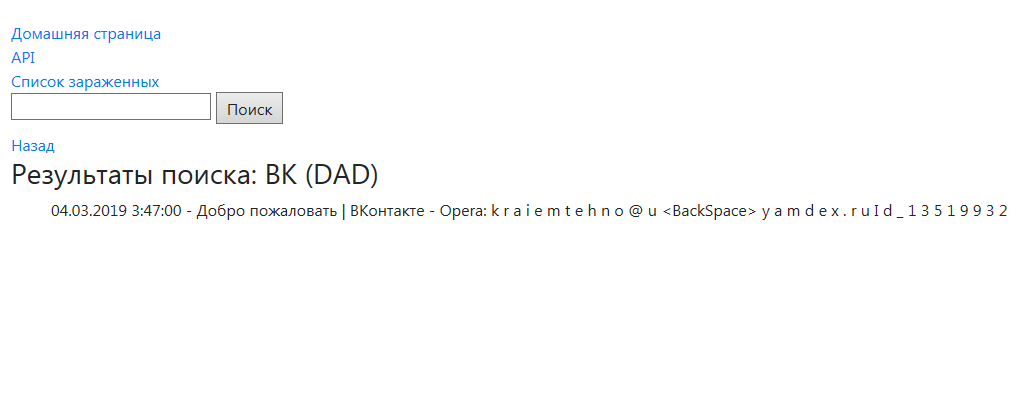 Домашняя страница
API
Список зараженных
Поиск
Назад
Результаты поиска: ВК (DAD)
04.03.2019 3:47:00 - Добро пожаловать | ВКонтакте - Opera: k r a i e m t e h n o @ u <BackSpace> y a m d e x . r u I d _ 1 3 5 1 9 9 3 2